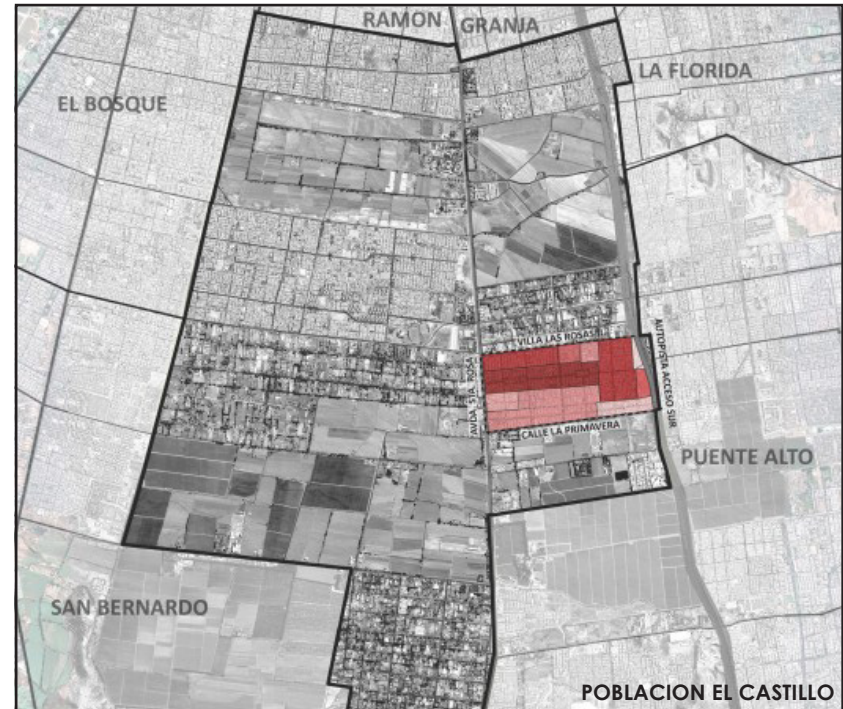 RAMON
GRANJA
LA FLORIDA
EL BOSQUE
VILLA LAS ROSAS
AVDA. STA. ROSA
AUTOPISTA ACCESO SUR
CALLE LA PRIMAVERA
PUENTE ALTO
SAN BERNARDO
POBLACION EL CASTILLO